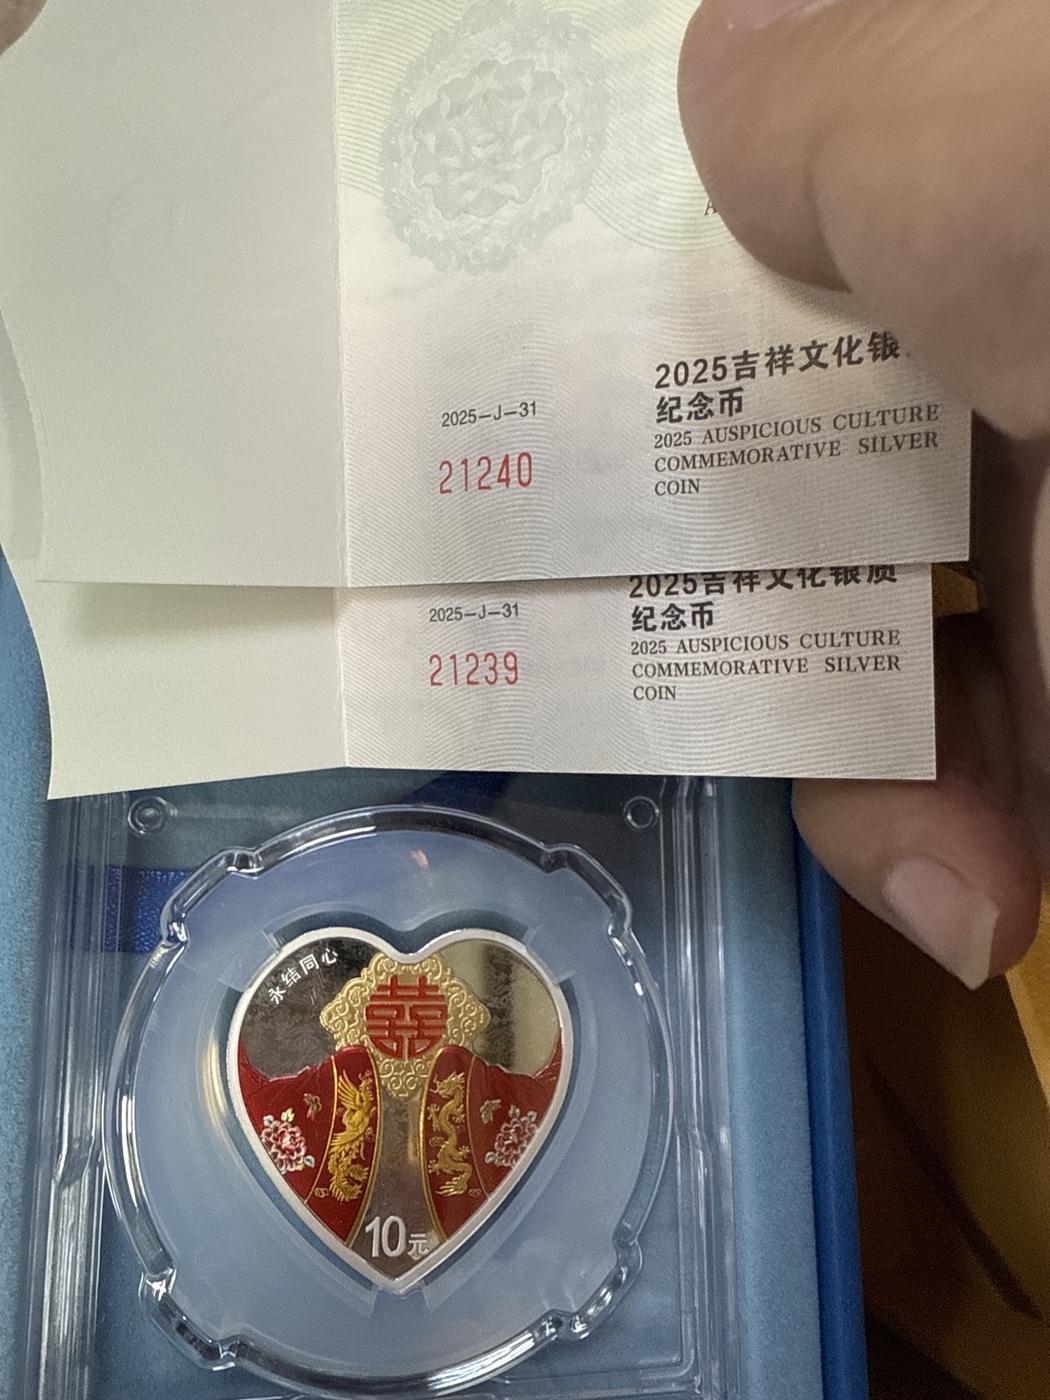 2025吉祥文化银
纪念币
2025 AUSPICIOUS CULTURE
COMMEMORATIVE SILVER
COIN
2025-J-31
21240
2025吉祥文化银质
纪念币
2025 AUSPICIOUS CULTURE
COMMEMORATIVE SILVER
COIN
2025-J-31
21239
永结同心
囍
10元